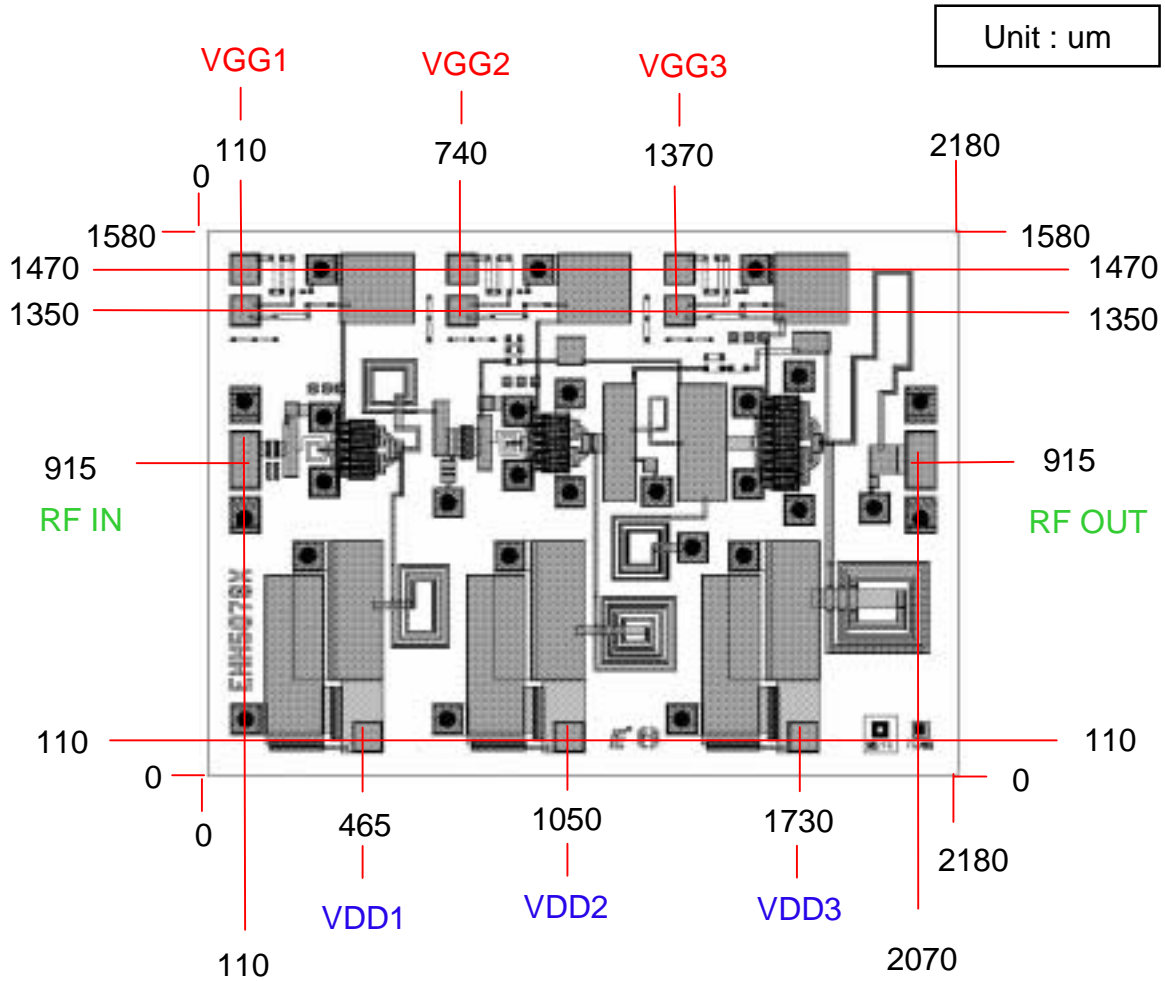 Unit : um
VGG1 VGG2 VGG3
110 740 1370 2180
0
1580 1580
1470 1470
1350 1350
915 915
RF IN RF OUT
110 110
0 0
0 465 1050 1730 2180
VDD1 VDD2 VDD3
110 2070